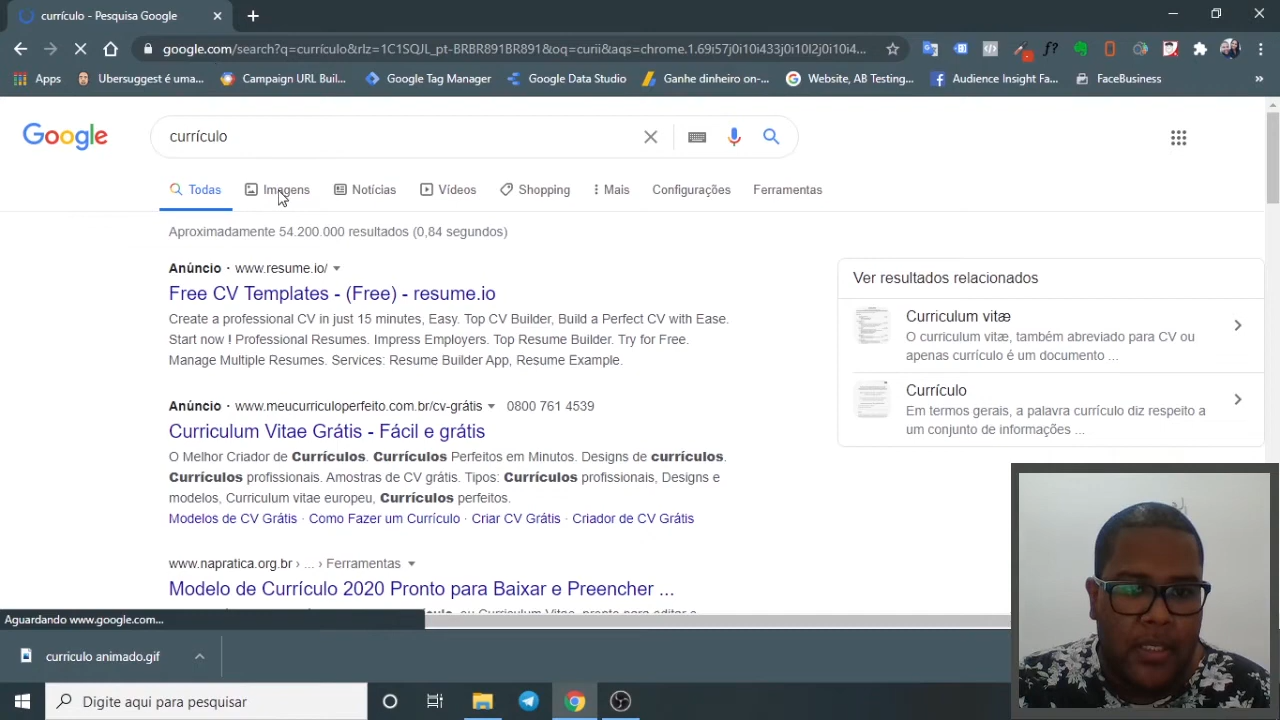 currículo - Pesquisa Google
google.com/search?q=currículo&rlz=1C1SQJL_pt-BRBR891BR891&oq=curii&aqs=chrome.1.69i57j0i10i433j0i10l2j0i10i4...
Apps
Ubersuggest é uma...
Campaign URL Buil...
Google Tag Manager
Google Data Studio
Ganhe dinheiro on-...
Website, AB Testing...
Audience Insight Fa...
FaceBusiness
»
Google
currículo
Todas
Imagens
Notícias
Vídeos
Shopping
Mais
Configurações
Ferramentas
Aproximadamente 54.200.000 resultados (0,84 segundos)
Anúncio · www.resume.io/
Free CV Templates - (Free) - resume.io
Create a professional CV in just 15 minutes, Easy. Top CV Builder, Build a Perfect CV with Ease.
Start now ! Professional Resumes. Impress Employers. Top Resume Builder. Try for Free.
Manage Multiple Resumes. Services: Resume Builder App, Resume Example.
Anúncio · www.meucurriculoperfeito.com.br/cv-grátis 0800 761 4539
Curriculum Vitae Grátis - Fácil e grátis
O Melhor Criador de Currículos. Currículos Perfeitos em Minutos. Designs de currículos.
Currículos profissionais. Amostras de CV grátis. Tipos: Currículos profissionais, Designs e
modelos, Curriculum vitae europeu, Currículos perfeitos.
Modelos de CV Grátis · Como Fazer um Currículo · Criar CV Grátis · Criador de CV Grátis
www.napratica.org.br › ... › Ferramentas
Modelo de Currículo 2020 Pronto para Baixar e Preencher ...
Ver resultados relacionados
Curriculum vitæ
O curriculum vitæ, também abreviado para CV ou
apenas currículo é um documento ...
Currículo
Em termos gerais, a palavra currículo diz respeito a
um conjunto de informações ...
Aguardando www.google.com...
curriculo animado.gif
Digite aqui para pesquisar